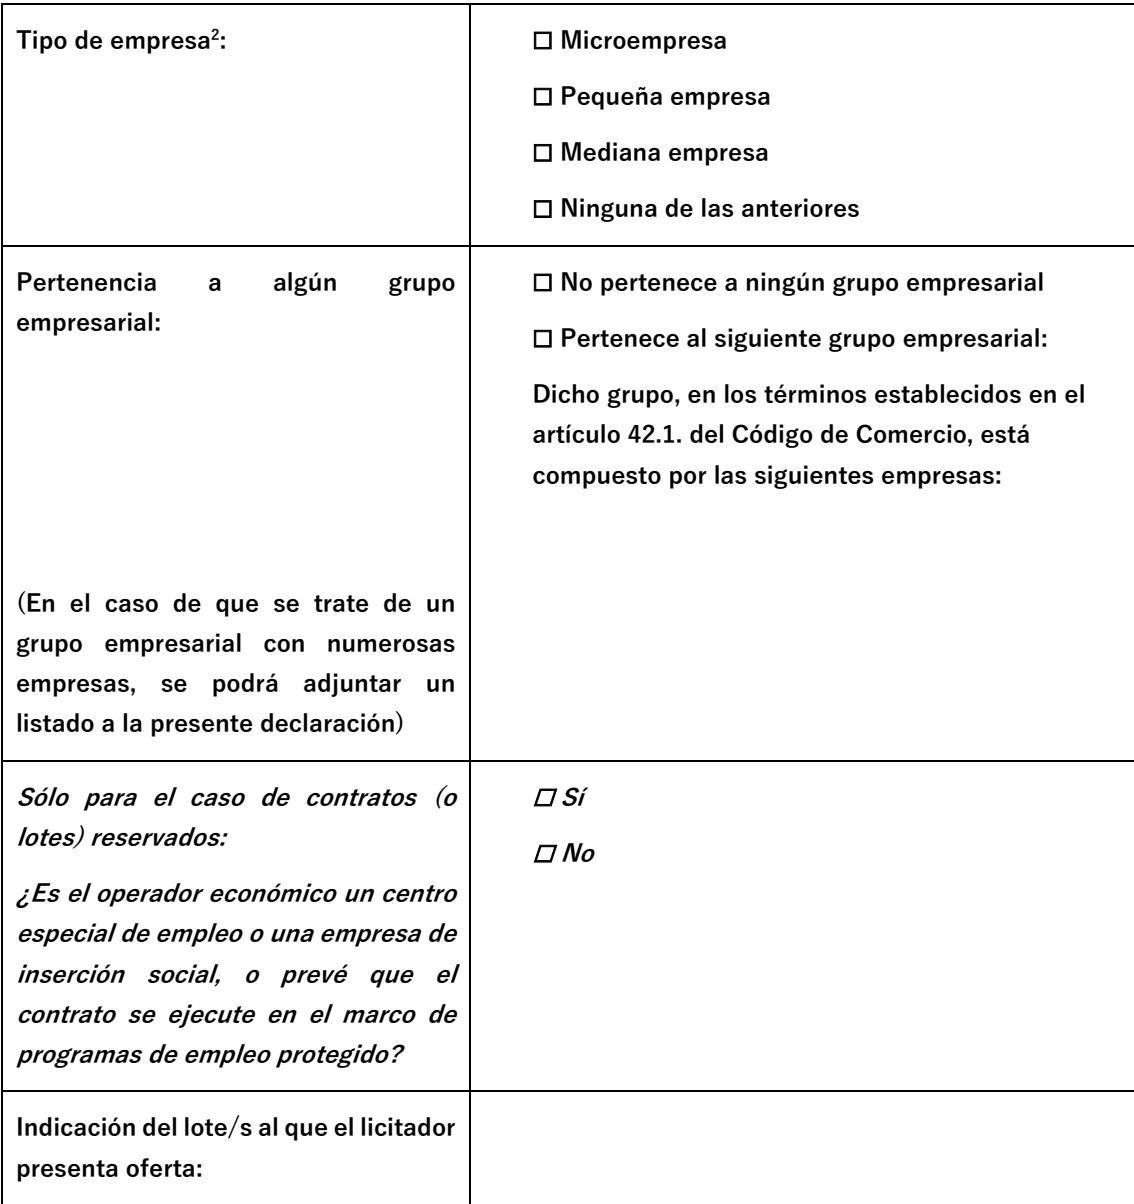 Tipo de empresa²:
☐ Microempresa
☐ Pequeña empresa
☐ Mediana empresa
☐ Ninguna de las anteriores
Pertenencia a algún grupo
empresarial:
(En el caso de que se trate de un
grupo empresarial con numerosas
empresas, se podrá adjuntar un
listado a la presente declaración)
☐ No pertenece a ningún grupo empresarial
☐ Pertenece al siguiente grupo empresarial:
Dicho grupo, en los términos establecidos en el
artículo 42.1. del Código de Comercio, está
compuesto por las siguientes empresas:
Sólo para el caso de contratos (o
lotes) reservados:
¿Es el operador económico un centro
especial de empleo o una empresa de
inserción social, o prevé que el
contrato se ejecute en el marco de
programas de empleo protegido?
☐ Sí
☐ No
Indicación del lote/s al que el licitador
presenta oferta: